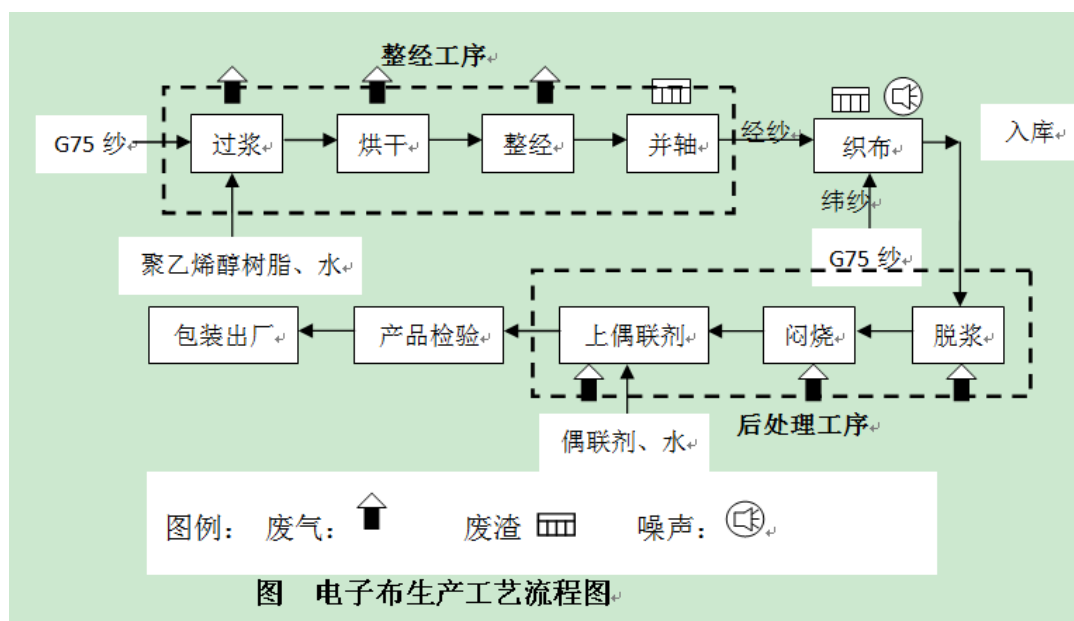 整经工序
G75 纱
过浆
烘干
整经
并轴
经纱
织布
入库
纬纱
聚乙烯醇树脂、水
G75 纱
包装出厂
产品检验
上偶联剂
闷烧
脱浆
后处理工序
偶联剂、水
图例： 废气： 废渣 噪声：
图 电子布生产工艺流程图